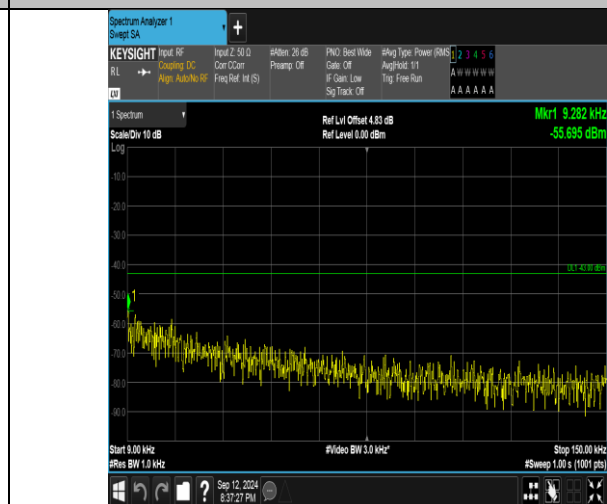 Spectrum Analyzer 1
Swept SA
+
KEYSIGHT
RL
Input: RF
Coupling: DC
Align: Auto/No RF
Input Z: 50 Ω
Corr CCorr
Freq Ref: Int (S)
#Atten: 26 dB
Preamp: Off
PNO: Best Wide
Gate: Off
IF Gain: Low
Sig Track: Off
#Avg Type: Power (RMS
Avg|Hold: 1/1
Trig: Free Run
1 2 3 4 5 6
A W W W W W
A A A A A A
1 Spectrum
Scale/Div 10 dB
Ref Lvl Offset 4.83 dB
Ref Level 0.00 dBm
Mkr1 9.282 kHz
-55.695 dBm
Log
-10.0
-20.0
-30.0
-40.0
DL1 -43.00 dBm
-50.0
1
-60.0
-70.0
-80.0
-90.0
Start 9.00 kHz
#Res BW 1.0 kHz
#Video BW 3.0 kHz*
Stop 150.00 kHz
#Sweep 1.00 s (1001 pts)
?
Sep 12, 2024
8:37:27 PM